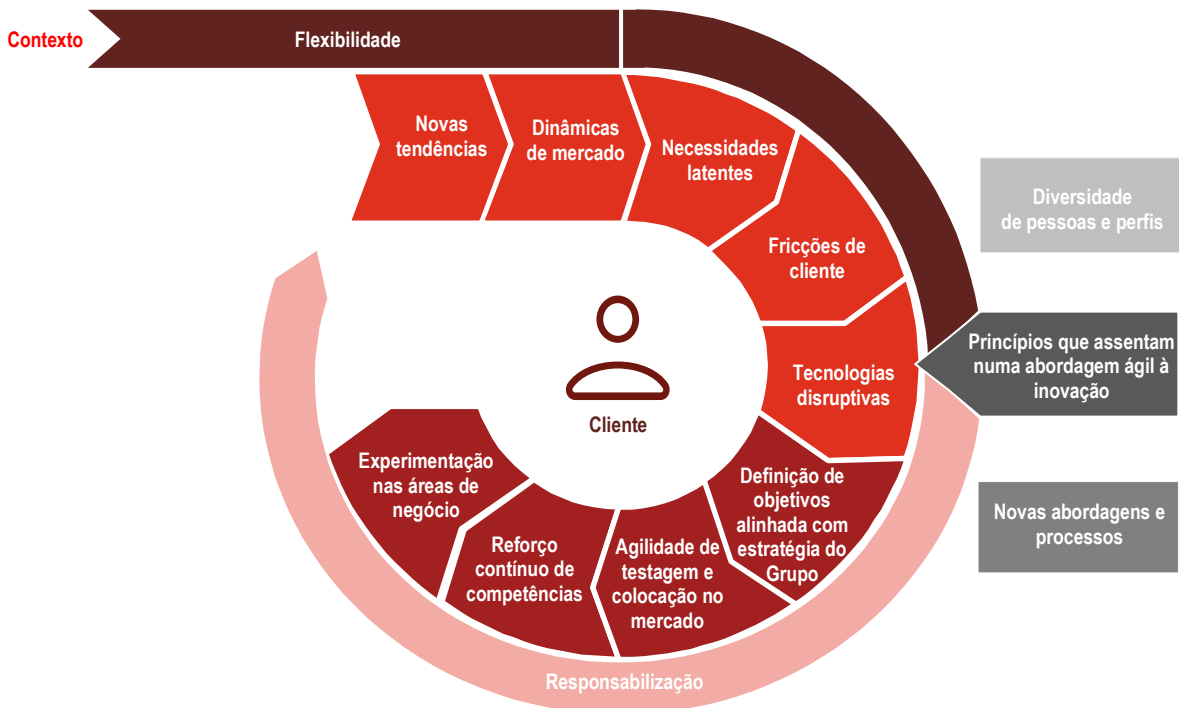 Contexto
Flexibilidade
Novas
tendências
Dinâmicas
de mercado
Necessidades
latentes
Fricções de
cliente
Tecnologias
disruptivas
Definição de
objetivos
alinhada com
estratégia do
Grupo
Agilidade de
testagem e
colocação no
mercado
Reforço
contínuo de
competências
Experimentação
nas áreas de
negócio
Cliente
Responsabilização
Diversidade
de pessoas e perfis
Princípios que assentam
numa abordagem ágil à
inovação
Novas abordagens e
processos